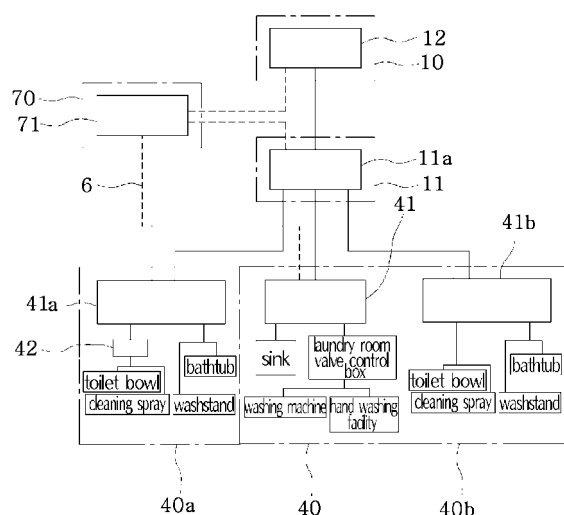 12
10
70
71
11a
11
6
41
41b
41a
42
sink
laundry room
valve control
box
bathtub
toilet bowl
cleaning spray
washstand
washing machine
hand washing
facility
bathtub
toilet bowl
cleaning spray
washstand
40a
40
40b